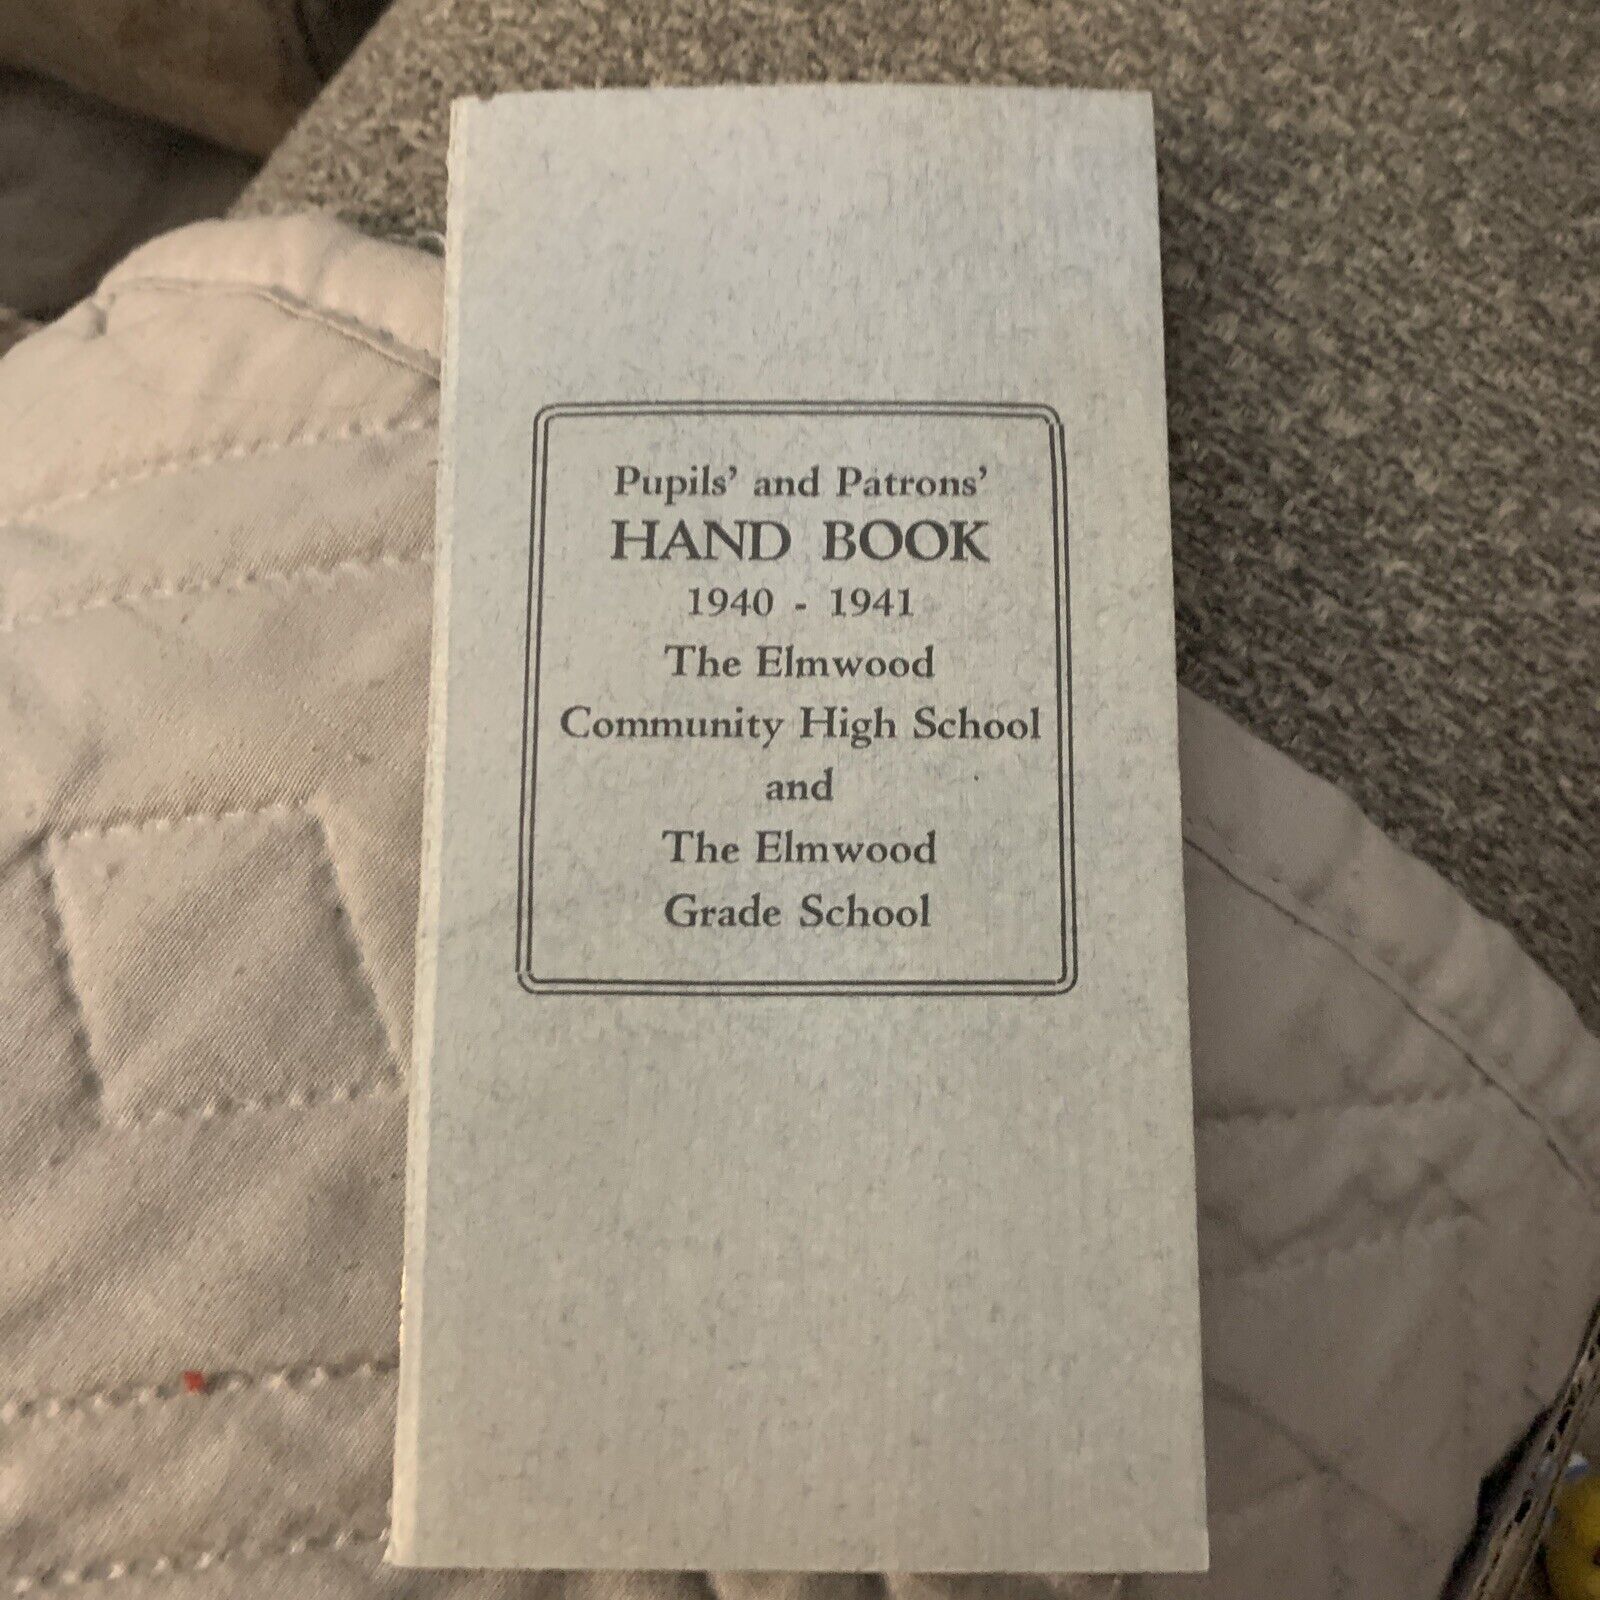 Pupils’ and Patrons’
HAND BOOK
1940 - 1941
The Elmwood
Community High School
and
The Elmwood
Grade School